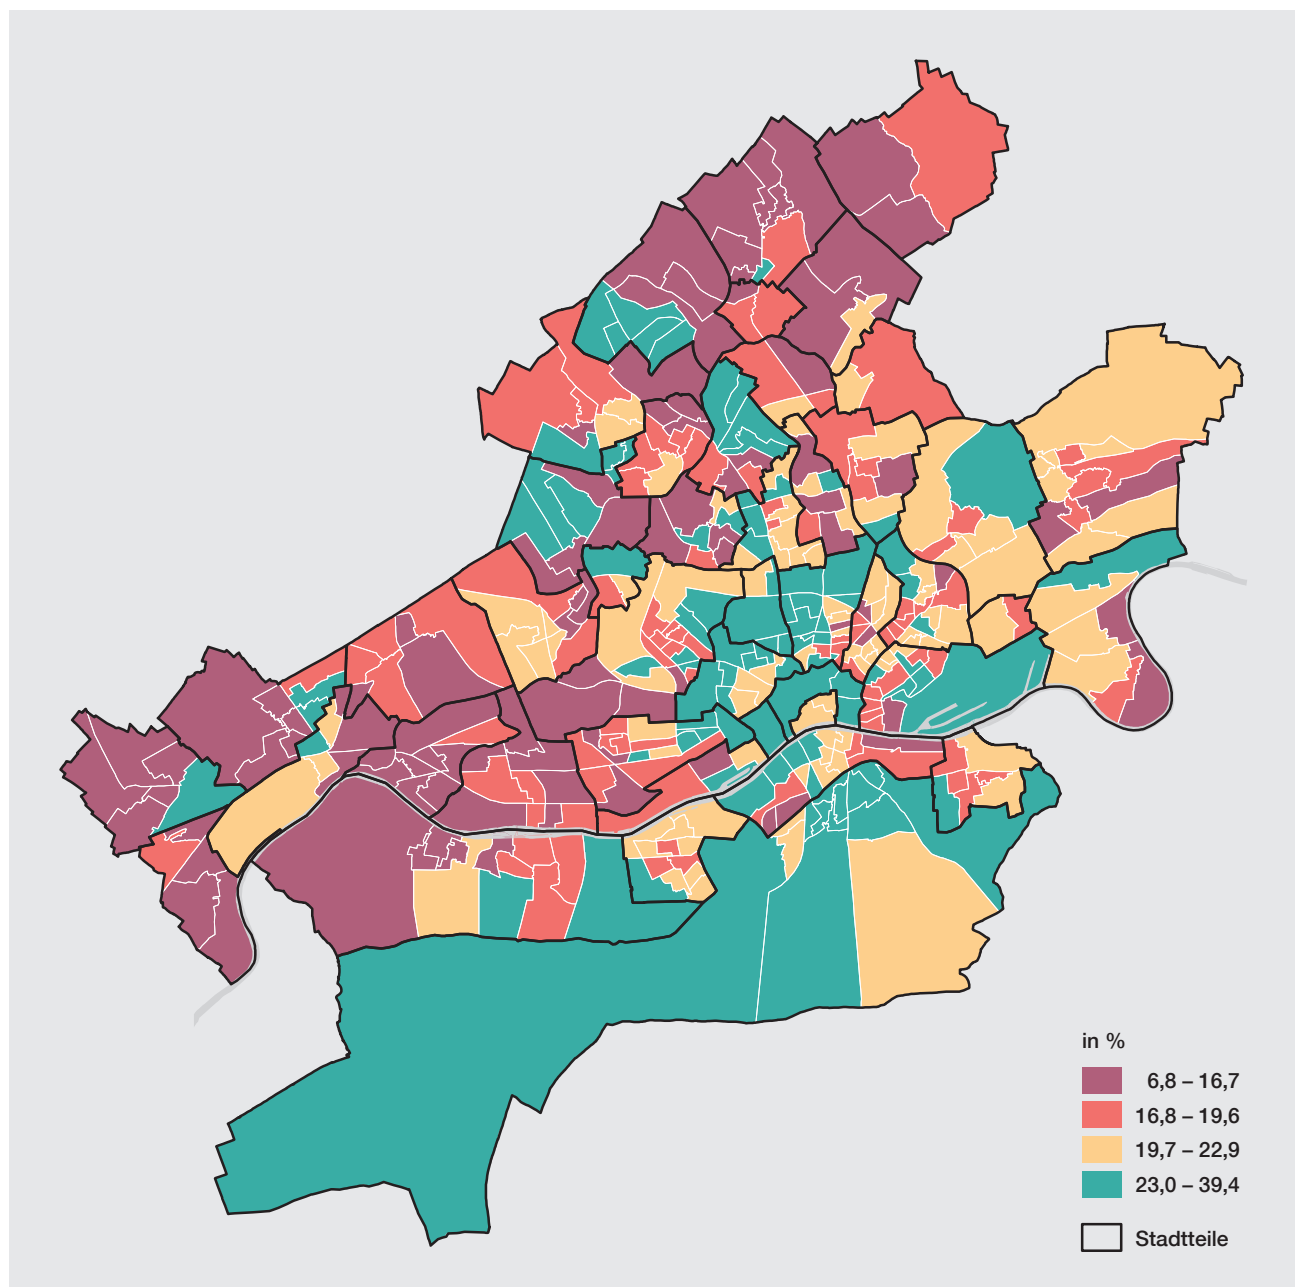 in %
6,8 – 16,7
16,8 – 19,6
19,7 – 22,9
23,0 – 39,4
Stadtteile